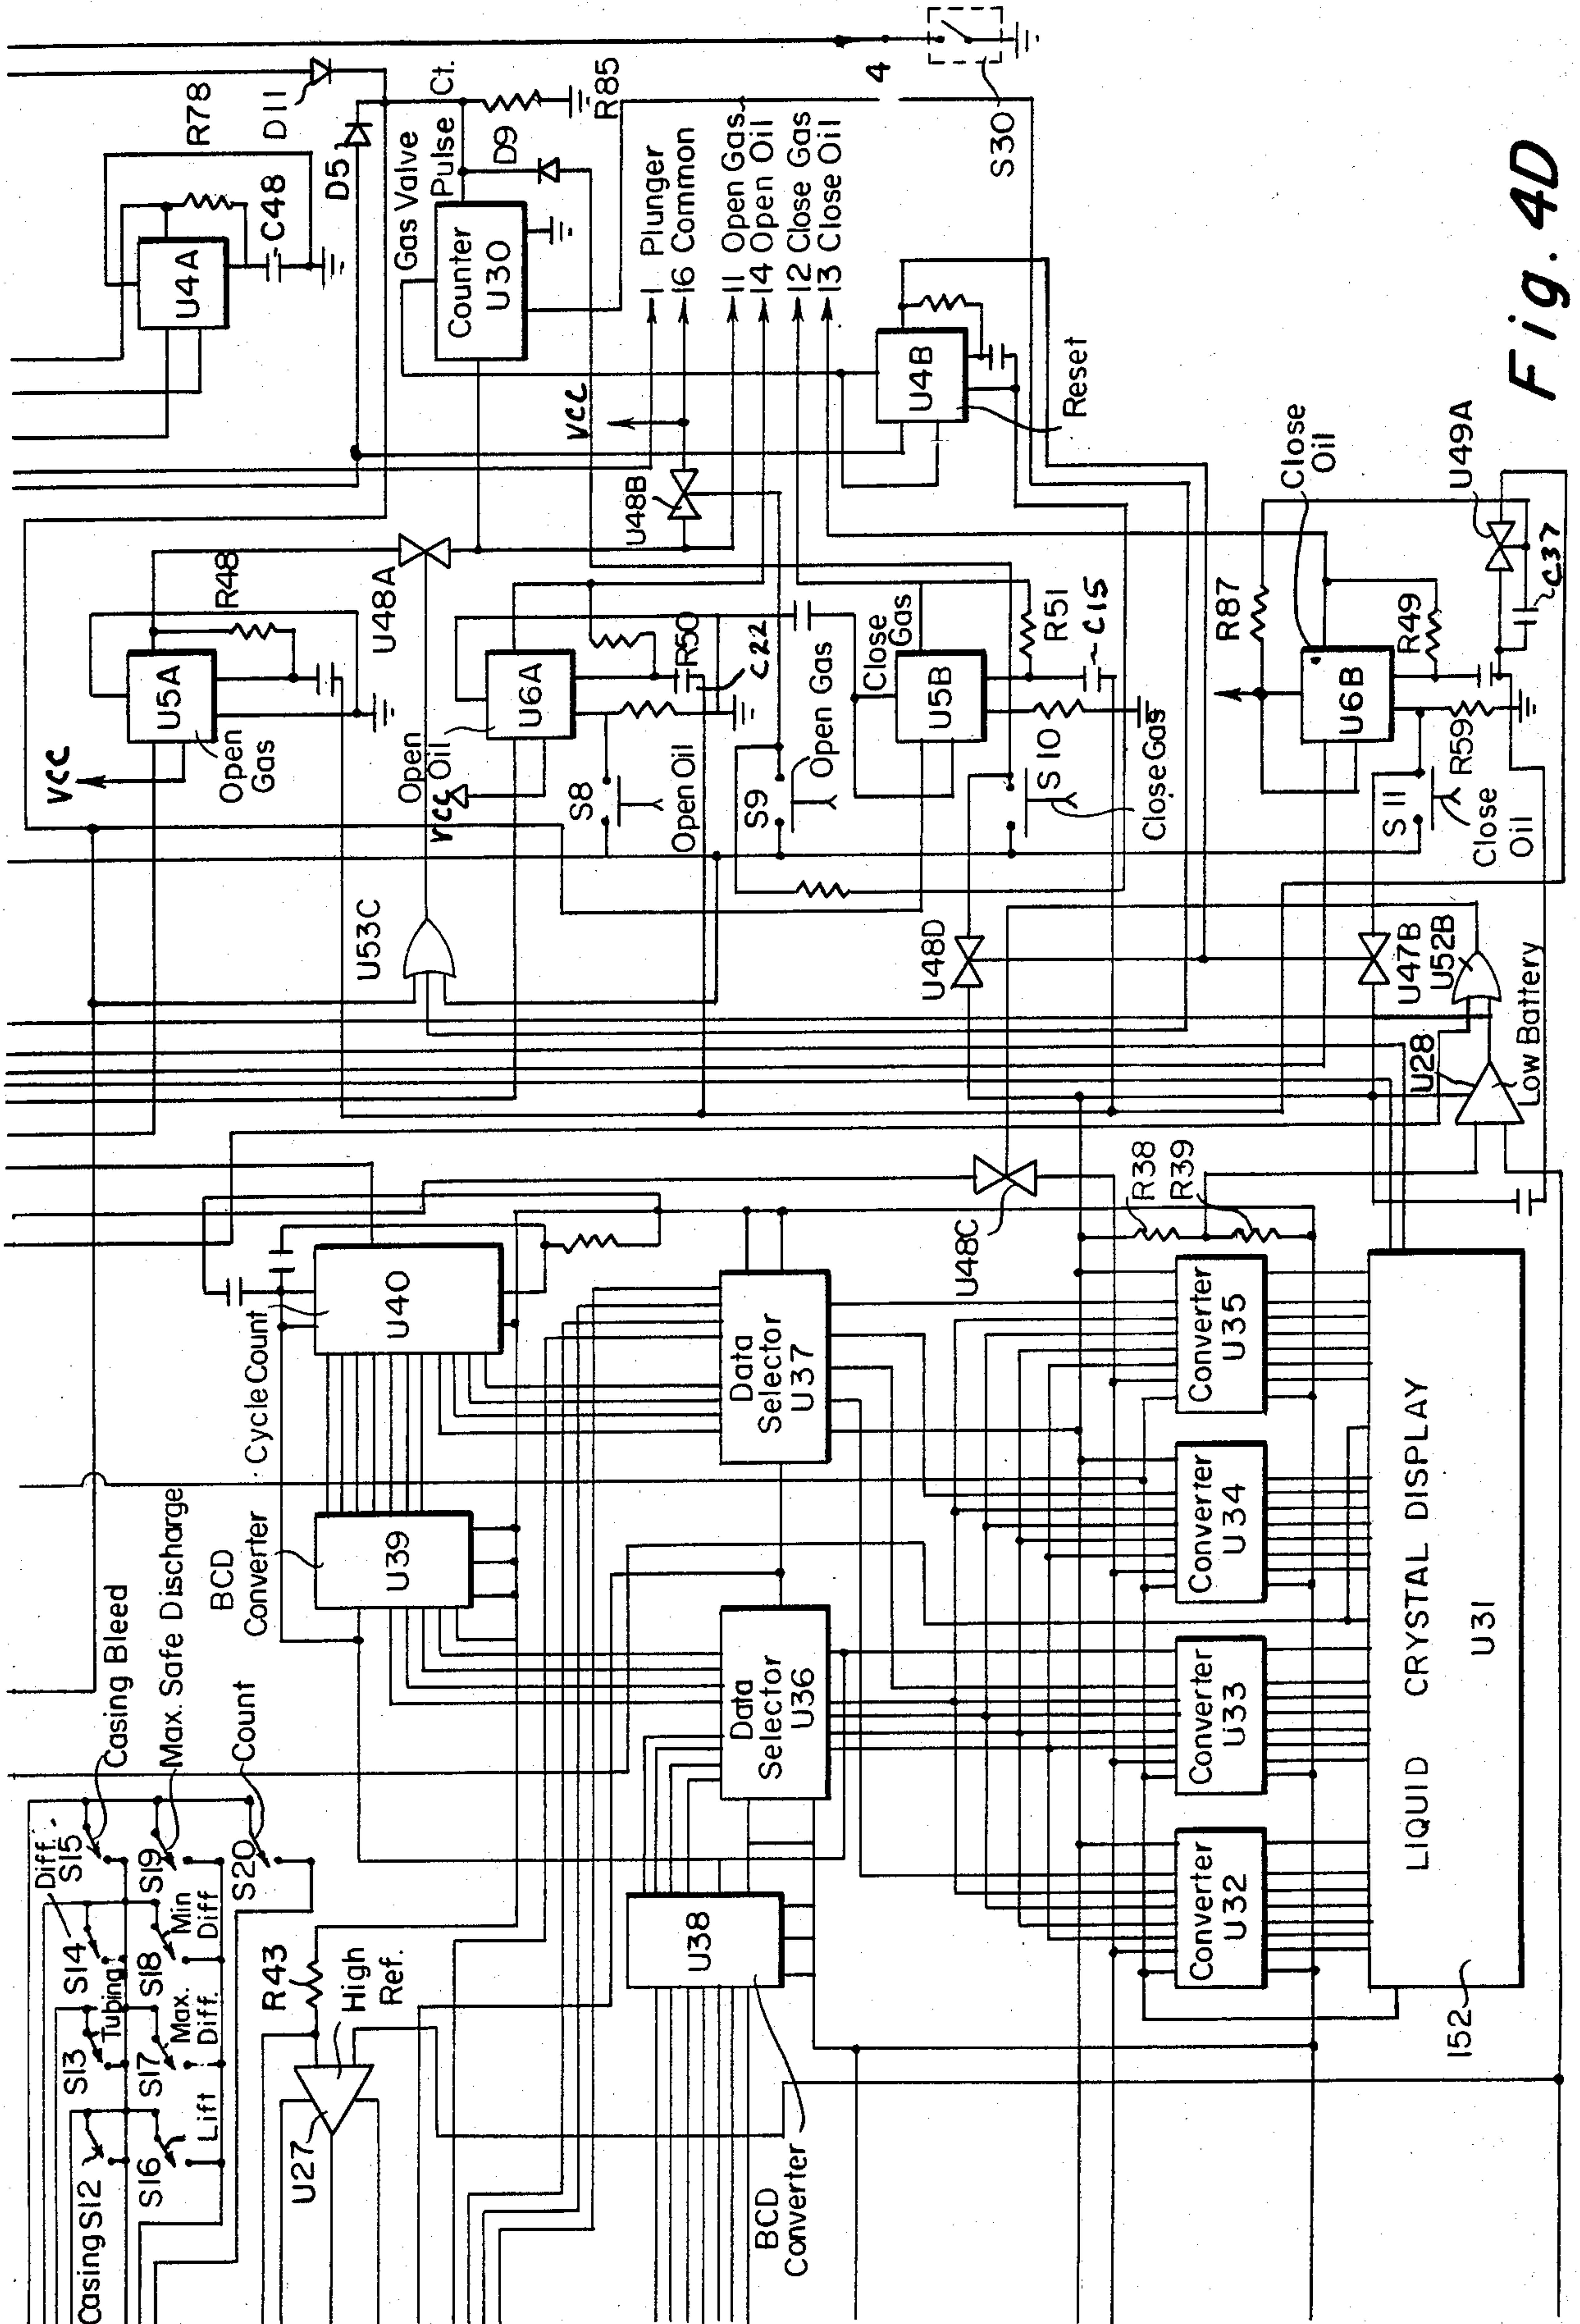 4
S30
R78
D11
D5
Ct.
R85
Gas Valve
Pulse
D9
U4A
C48
Counter
U30
1 Plunger
16 Common
11 Open Gas
14 Open Oil
12 Close Gas
13 Close Oil
VCC
U48B
U4B
Reset
Fig. 4D
VCC
U5A
Open
Gas
R48
U48A
U6A
Open
Oil
VCC
R50
C22
S8
Open Oil
S9
Open Gas
Close
Gas
U5B
R51
C15
S10
Close Gas
R87
Close
Oil
U49A
C37
U6B
R49
R59
S11
Close
Oil
U53C
U48D
U47B
U52B
U28
Low Battery
U48C
R38
R39
U40
Cycle Count
BCD
Converter
U39
Data
Selector
U37
Data
Selector
U36
Converter
U35
Converter
U34
Converter
U33
Converter
U32
LIQUID CRYSTAL DISPLAY
U31
152
Casing Bleed
Max. Safe Discharge
Count
Diff.
S15
S19
S20
S14
S18
Min
Diff
Tubing
S13
S17
Max.
Diff.
Casing S12
S16
Lift
R43
High
Ref.
U27
U38
BCD
Converter